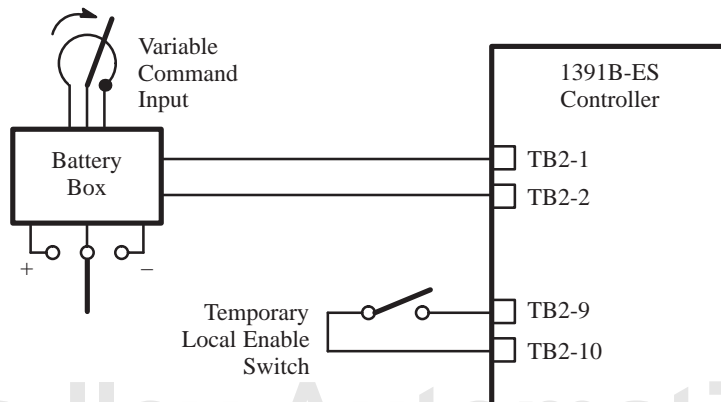 Variable
Command
Input
1391B-ES
Controller
Battery
Box
TB2-1
TB2-2
+
–
Temporary
Local Enable
Switch
TB2-9
TB2-10